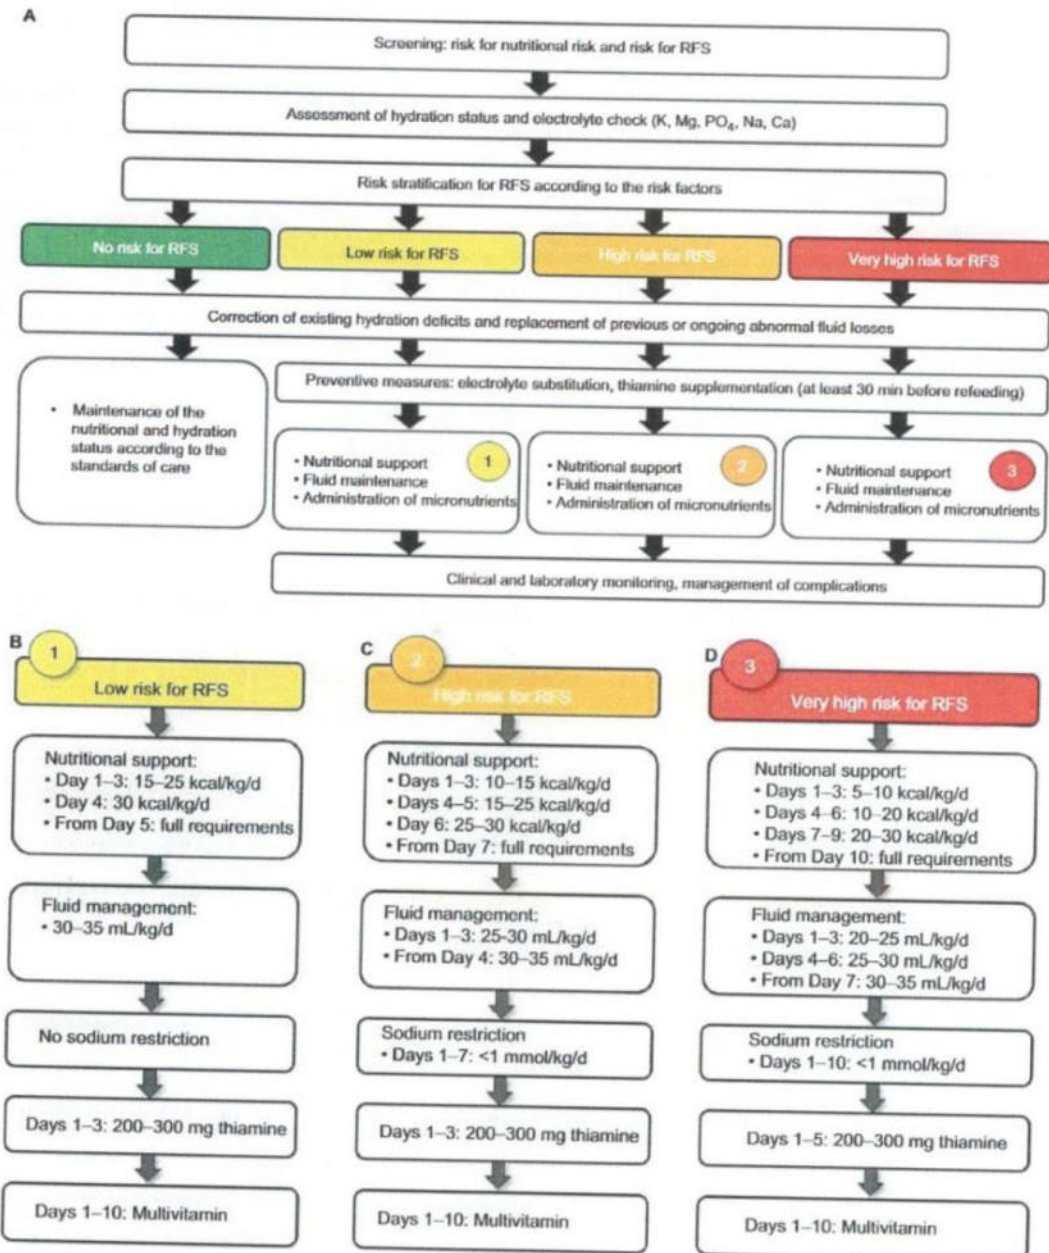 A
Screening: risk for nutritional risk and risk for RFS
Assessment of hydration status and electrolyte check (K, Mg, PO₄, Na, Ca)
Risk stratification for RFS according to the risk factors
No risk for RFS
Low risk for RFS
High risk for RFS
Very high risk for RFS
Correction of existing hydration deficits and replacement of previous or ongoing abnormal fluid losses
Preventive measures: electrolyte substitution, thiamine supplementation (at least 30 min before refeeding)
• Maintenance of the
nutritional and hydration
status according to the
standards of care
1
• Nutritional support
• Fluid maintenance
• Administration of micronutrients
2
• Nutritional support
• Fluid maintenance
• Administration of micronutrients
3
• Nutritional support
• Fluid maintenance
• Administration of micronutrients
Clinical and laboratory monitoring, management of complications
B
1
Low risk for RFS
Nutritional support:
• Day 1–3: 15–25 kcal/kg/d
• Day 4: 30 kcal/kg/d
• From Day 5: full requirements
Fluid management:
• 30–35 mL/kg/d
No sodium restriction
Days 1–3: 200–300 mg thiamine
Days 1–10: Multivitamin
C
2
High risk for RFS
Nutritional support:
• Days 1–3: 10–15 kcal/kg/d
• Days 4–5: 15–25 kcal/kg/d
• Day 6: 25–30 kcal/kg/d
• From Day 7: full requirements
Fluid management:
• Days 1–3: 25-30 mL/kg/d
• From Day 4: 30–35 mL/kg/d
Sodium restriction
• Days 1–7: <1 mmol/kg/d
Days 1–3: 200–300 mg thiamine
Days 1–10: Multivitamin
D
3
Very high risk for RFS
Nutritional support:
• Days 1–3: 5–10 kcal/kg/d
• Days 4–6: 10–20 kcal/kg/d
• Days 7–9: 20–30 kcal/kg/d
• From Day 10: full requirements
Fluid management:
• Days 1–3: 20–25 mL/kg/d
• Days 4–6: 25–30 mL/kg/d
• From Day 7: 30–35 mL/kg/d
Sodium restriction
• Days 1–10: <1 mmol/kg/d
Days 1–5: 200–300 mg thiamine
Days 1–10: Multivitamin